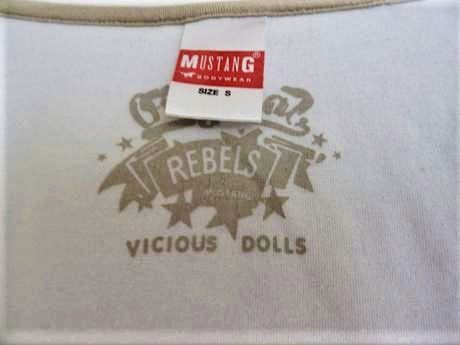 MUSTANG®
BODYWEAR
SIZE S
REBELS
MUSTANG
VICIOUS DOLLS